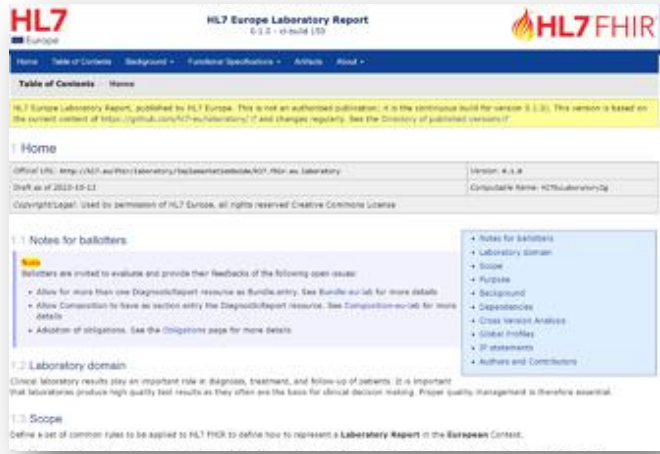 HL7
Europe
HL7 Europe Laboratory Report
0.1.0 - ci-build 150
HL7 FHIR
Home Table of Contents Background Functional Specifications Artifacts About
Table of Contents Home
HL7 Europe Laboratory Report, published by HL7 Europe. This is not an authorized publication; it is the continuous build for version 0.1.0). This version is based on
the current content of https://github.com/hl7-eu/laboratory/ and changes regularly. See the Directory of published versions
1 Home
Official URL: http://hl7.eu/fhir/laboratory/ImplementationGuide/hl7.fhir.eu.laboratory Version: 0.1.0
Draft as of 2023-10-13 Computable Name: Hl7EuLaboratoryIg
Copyright/Legal: Used by permission of HL7 Europe, all rights reserved Creative Commons License
1.1 Notes for balloters
Note
Balloters are invited to evaluate and provide their feedbacks of the following open issues:
• Allow for more than one DiagnosticReport resource as Bundle.entry. See Bundle-eu-lab for more details
• Allow Composition to have as section entry the DiagnosticReport resource. See Composition-eu-lab for more
details
• Adoption of obligations. See the Obligations page for more details
• Notes for balloters
• Laboratory domain
• Scope
• Purpose
• Background
• Dependencies
• Cross Version Analysis
• Global Profiles
• IP statements
• Authors and Contributors
1.2 Laboratory domain
Clinical laboratory results play an important role in diagnosis, treatment, and follow-up of patients. It is important
that laboratories produce high quality test results as they often are the basis for clinical decision making. Proper quality management is therefore essential.
1.3 Scope
Define a set of common rules to be applied to HL7 FHIR to define how to represent a Laboratory Report in the European Context.